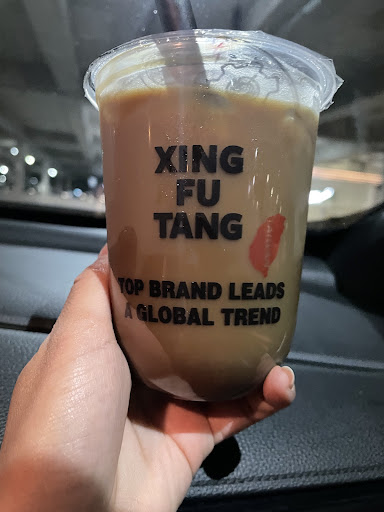 XING
FU
TANG
TOP BRAND LEADS
A GLOBAL TREND